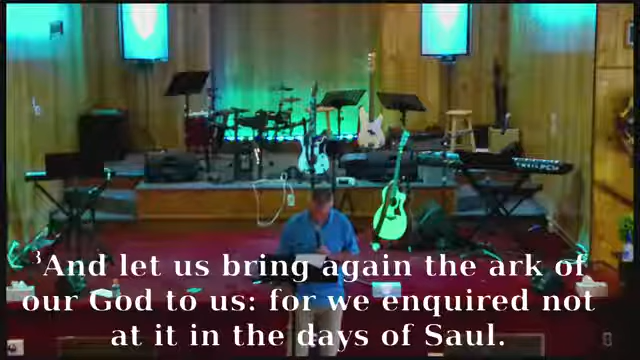 ³And let us bring again the ark of
our God to us: for we enquired not
at it in the days of Saul.